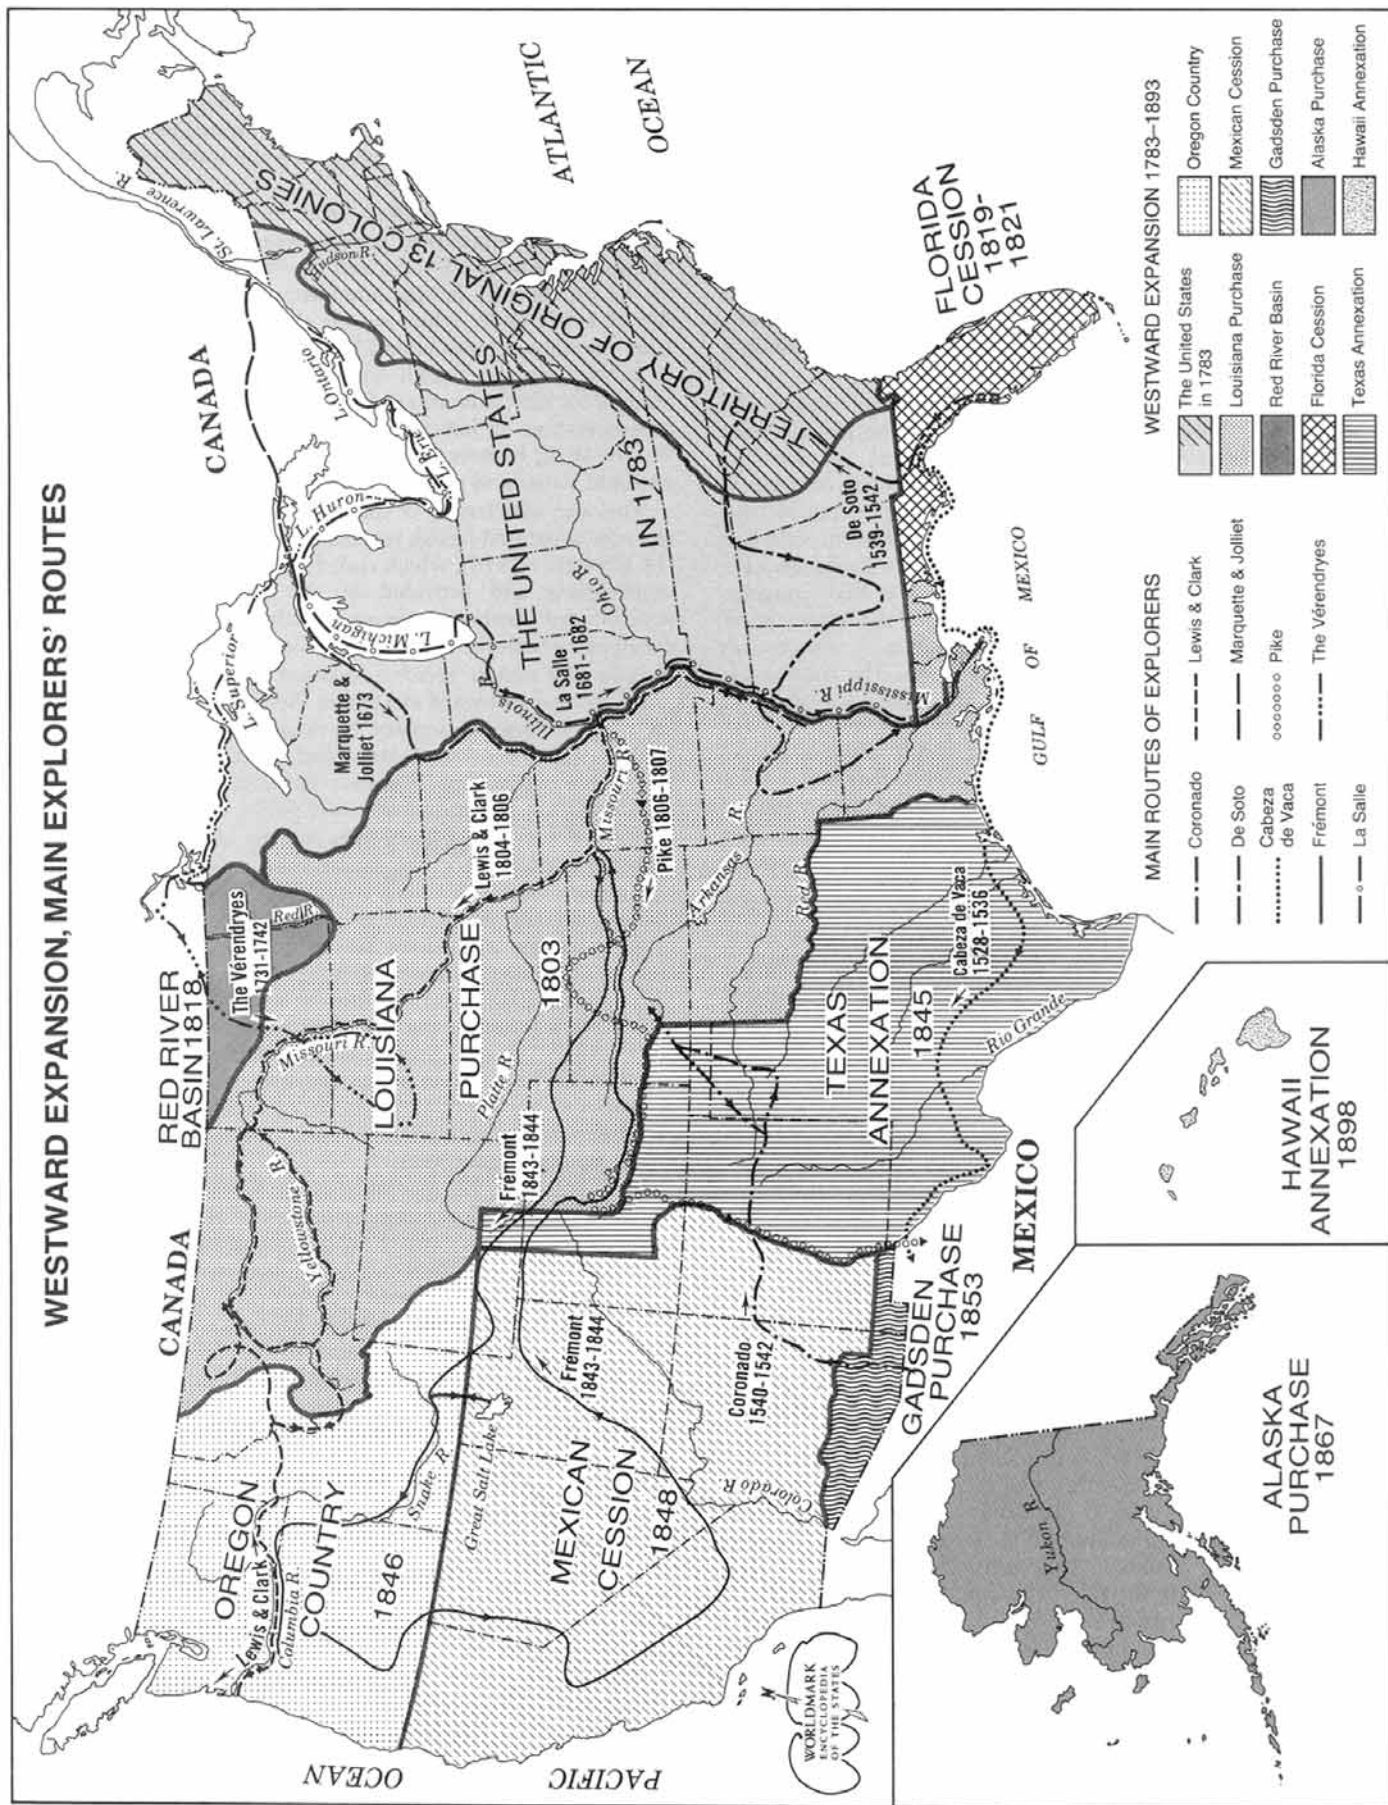 WESTWARD EXPANSION, MAIN EXPLORERS' ROUTES
CANADA
CANADA
RED RIVER
BASIN 1818
The Vérendryes
1731-1742
Red R.
L. Superior
L. Michigan
L. Huron
L. Erie
L. Ontario
St. Lawrence R.
Hudson R.
Marquette &
Jolliet 1673
OREGON
COUNTRY
1846
Lewis & Clark
Columbia R.
Snake R
Yellowstone R.
Missouri R.
LOUISIANA
PURCHASE
1803
Platte R
Lewis & Clark
1804-1806
Illinois R.
La Salle
1681-1682
THE UNITED STATES
IN 1783
Ohio R.
TERRITORY OF ORIGINAL 13 COLONIES
ATLANTIC
OCEAN
PACIFIC
OCEAN
Great Salt Lake
Frémont
1843-1844
Frémont
1843-1844
MEXICAN
CESSION
1848
Colorado R.
Coronado
1540-1542
Missouri R
Pike 1806-1807
Arkansas R.
Red R.
Mississippi R.
De Soto
1539-1542
TEXAS
ANNEXATION
1845
Cabeza de Vaca
1528-1536
Rio Grande
GADSDEN
PURCHASE
1853
MEXICO
GULF OF MEXICO
FLORIDA
CESSION
1819-
1821
WORLDMARK
ENCYCLOPEDIA
OF THE STATES
N
Yukon R
ALASKA
PURCHASE
1867
HAWAII
ANNEXATION
1898
MAIN ROUTES OF EXPLORERS
Coronado
De Soto
Cabeza
de Vaca
Frémont
La Salle
Lewis & Clark
Marquette & Jolliet
Pike
The Vérendryes
WESTWARD EXPANSION 1783–1893
The United States
in 1783
Louisiana Purchase
Red River Basin
Florida Cession
Texas Annexation
Oregon Country
Mexican Cession
Gadsden Purchase
Alaska Purchase
Hawaii Annexation